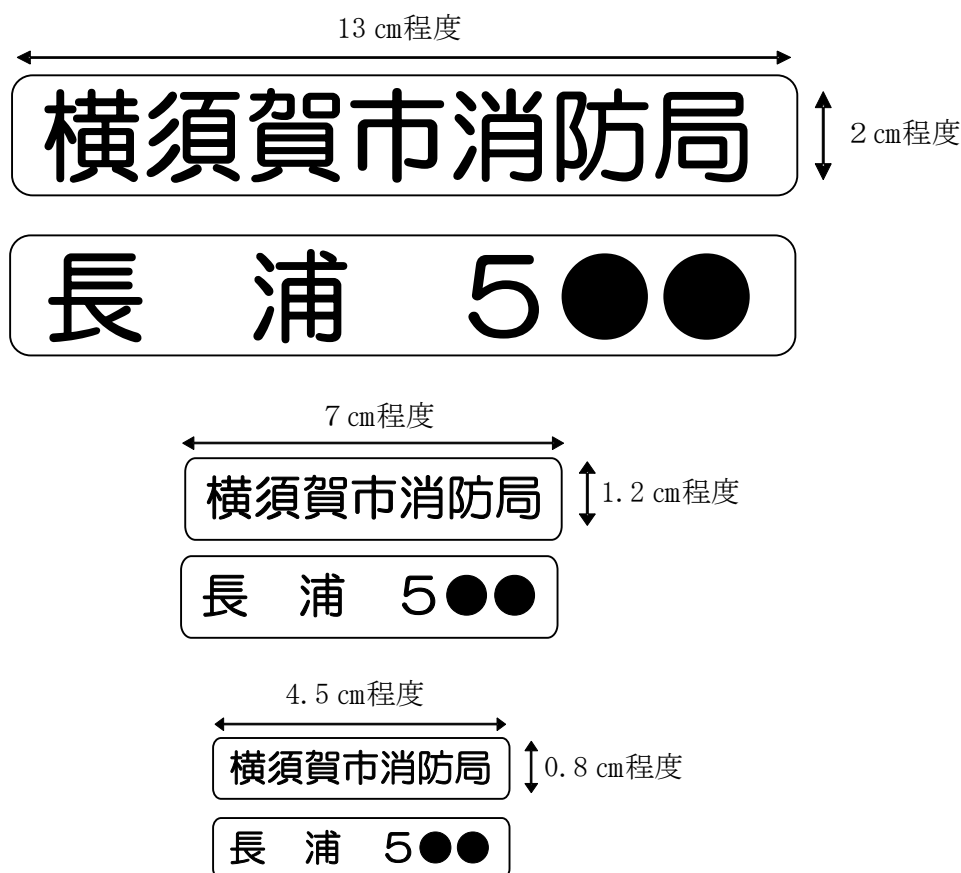 13 ㎝程度
横須賀市消防局
２㎝程度
長　浦　５●●
７㎝程度
横須賀市消防局
1.2 ㎝程度
長　浦　５●●
4.5 ㎝程度
横須賀市消防局
0.8 ㎝程度
長　浦　５●●